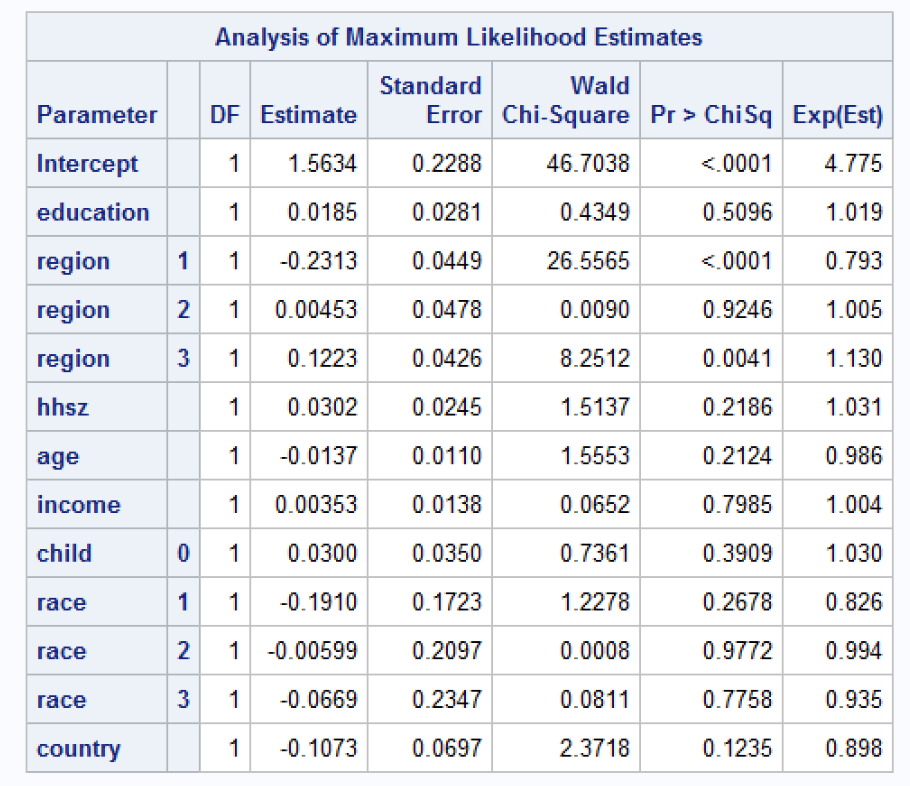 Analysis of Maximum Likelihood Estimates
Parameter DF Estimate Standard Error Wald Chi-Square Pr > ChiSq Exp(Est)
Intercept 1 1.5634 0.2288 46.7038 <.0001 4.775
education 1 0.0185 0.0281 0.4349 0.5096 1.019
region 1 1 -0.2313 0.0449 26.5565 <.0001 0.793
region 2 1 0.00453 0.0478 0.0090 0.9246 1.005
region 3 1 0.1223 0.0426 8.2512 0.0041 1.130
hhsz 1 0.0302 0.0245 1.5137 0.2186 1.031
age 1 -0.0137 0.0110 1.5553 0.2124 0.986
income 1 0.00353 0.0138 0.0652 0.7985 1.004
child 0 1 0.0300 0.0350 0.7361 0.3909 1.030
race 1 1 -0.1910 0.1723 1.2278 0.2678 0.826
race 2 1 -0.00599 0.2097 0.0008 0.9772 0.994
race 3 1 -0.0669 0.2347 0.0811 0.7758 0.935
country 1 -0.1073 0.0697 2.3718 0.1235 0.898